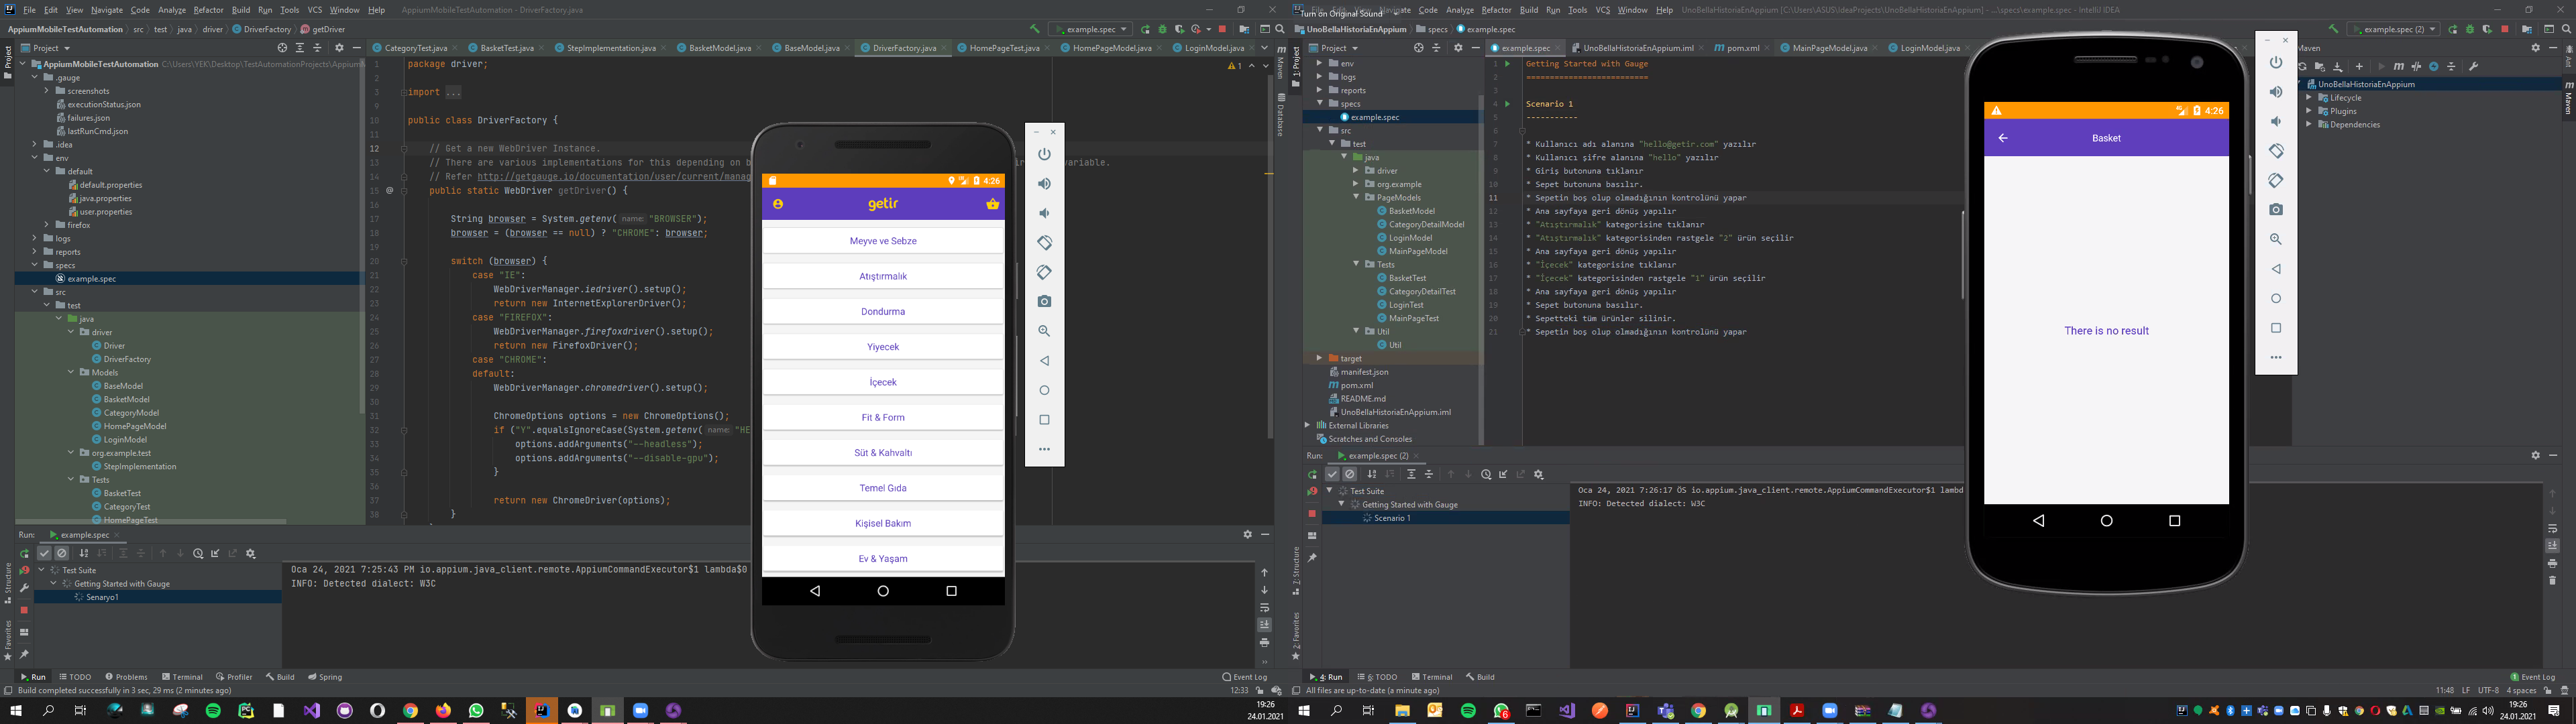 File Edit View Navigate Code Analyze Refactor Build Run Tools VCS Window Help AppiumMobileTestAutomation - DriverFactory.java
AppiumMobileTestAutomation src test java driver DriverFactory getDriver
example.spec
Project
CategoryTest.java BasketTest.java StepImplementation.java BasketModel.java BaseModel.java DriverFactory.java HomePageTest.java HomePageModel.java LoginModel.java
AppiumMobileTestAutomation C:\Users\YEK\Desktop\TestAutomationProjects\Appium
.gauge
screenshots
executionStatus.json
failures.json
lastRunCmd.json
.idea
env
default
default.properties
java.properties
user.properties
firefox
logs
reports
specs
example.spec
src
test
java
driver
Driver
DriverFactory
Models
BaseModel
BasketModel
CategoryModel
HomePageModel
LoginModel
org.example.test
StepImplementation
Tests
BasketTest
CategoryTest
HomePageTest
1 package driver;
3 import ...
10 public class DriverFactory {
11
12 // Get a new WebDriver Instance.
13 // There are various implementations for this depending on b variable.
14 // Refer http://getgauge.io/documentation/user/current/manag
15 @ public static WebDriver getDriver() {
16
17 String browser = System.getenv( name: "BROWSER");
18 browser = (browser == null) ? "CHROME": browser;
19
20 switch (browser) {
21 case "IE":
22 WebDriverManager.iedriver().setup();
23 return new InternetExplorerDriver();
24 case "FIREFOX":
25 WebDriverManager.firefoxdriver().setup();
26 return new FirefoxDriver();
27 case "CHROME":
28 default:
29 WebDriverManager.chromedriver().setup();
30
31 ChromeOptions options = new ChromeOptions();
32 if ("Y".equalsIgnoreCase(System.getenv( name: "HE
33 options.addArguments("--headless");
34 options.addArguments("--disable-gpu");
35 }
36
37 return new ChromeDriver(options);
38 }
1
Maven
Database
Project
Structure
Favorites
4:26
getir
Meyve ve Sebze
Atıştırmalık
Dondurma
Yiyecek
İçecek
Fit & Form
Süt & Kahvaltı
Temel Gıda
Kişisel Bakım
Ev & Yaşam
Run: example.spec
Test Suite
Getting Started with Gauge
Senaryo1
Oca 24, 2021 7:25:43 PM io.appium.java_client.remote.AppiumCommandExecutor$1 lambda$0
INFO: Detected dialect: W3C
Run TODO Problems Terminal Profiler Build Spring Event Log
Build completed successfully in 3 sec, 29 ms (2 minutes ago) 12:33
19:26
24.01.2021
Turn on Original Sound
Navigate Code Analyze Refactor Build Run Tools VCS Window Help UnoBellaHistoriaEnAppium [C:\Users\ASUS\IdeaProjects\UnoBellaHistoriaEnAppium] - ...\specs\example.spec - IntelliJ IDEA
UnoBellaHistoriaEnAppium specs example.spec
example.spec (2)
Project
example.spec UnoBellaHistoriaEnAppium.iml pom.xml MainPageModel.java LoginModel.java
env
logs
reports
specs
example.spec
src
test
java
driver
org.example
PageModels
BasketModel
CategoryDetailModel
LoginModel
MainPageModel
Tests
BasketTest
CategoryDetailTest
LoginTest
MainPageTest
Util
Util
target
manifest.json
pom.xml
README.md
UnoBellaHistoriaEnAppium.iml
External Libraries
Scratches and Consoles
1 Getting Started with Gauge
2 =========================
3
4 Scenario 1
5 -----------
6
7 * Kullanıcı adı alanına "hello@getir.com" yazılır
8 * Kullanıcı şifre alanına "hello" yazılır
9 * Giriş butonuna tıklanır
10 * Sepet butonuna basılır.
11 * Sepetin boş olup olmadığının kontrolünü yapar
12 * Ana sayfaya geri dönüş yapılır
13 * "Atıştırmalık" kategorisine tıklanır
14 * "Atıştırmalık" kategorisinden rastgele "2" ürün seçilir
15 * Ana sayfaya geri dönüş yapılır
16 * "İçecek" kategorisine tıklanır
17 * "İçecek" kategorisinden rastgele "1" ürün seçilir
18 * Ana sayfaya geri dönüş yapılır
19 * Sepet butonuna basılır.
20 * Sepetteki tüm ürünler silinir.
21 * Sepetin boş olup olmadığının kontrolünü yapar
4:26
Basket
There is no result
Maven
UnoBellaHistoriaEnAppium
Lifecycle
Plugins
Dependencies
Ant
Maven
1: Project
7: Structure
2: Favorites
Run: example.spec (2)
Test Suite
Getting Started with Gauge
Scenario 1
Oca 24, 2021 7:26:17 ÖS io.appium.java_client.remote.AppiumCommandExecutor$1 lambd
INFO: Detected dialect: W3C
4: Run 6: TODO Terminal Build Event Log
All files are up-to-date (a minute ago) 11:48 LF UTF-8 4 spaces
19:26
24.01.2021